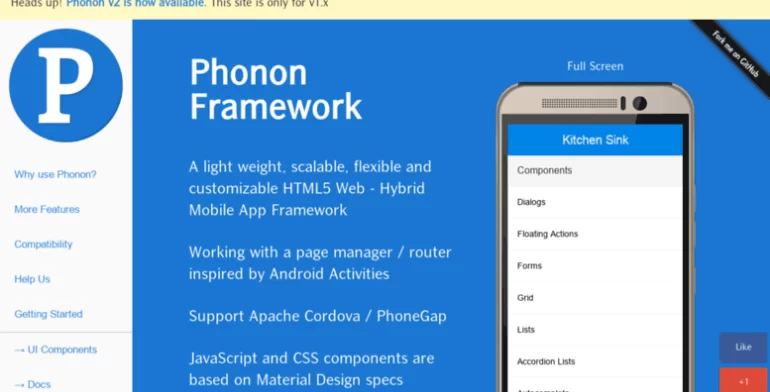 Heads up! Phonon v2 is now available. This site is only for v1.x
P
Why use Phonon?
More Features
Compatibility
Help Us
Getting Started
→ UI Components
→ Docs
Phonon
Framework
A light weight, scalable, flexible and
customizable HTML5 Web - Hybrid
Mobile App Framework
Working with a page manager / router
inspired by Android Activities
Support Apache Cordova / PhoneGap
JavaScript and CSS components are
based on Material Design specs
Full Screen
Kitchen Sink
Components
Dialogs
Floating Actions
Forms
Grid
Lists
Accordion Lists
Autocomplete
Fork me on GitHub
Like
+1